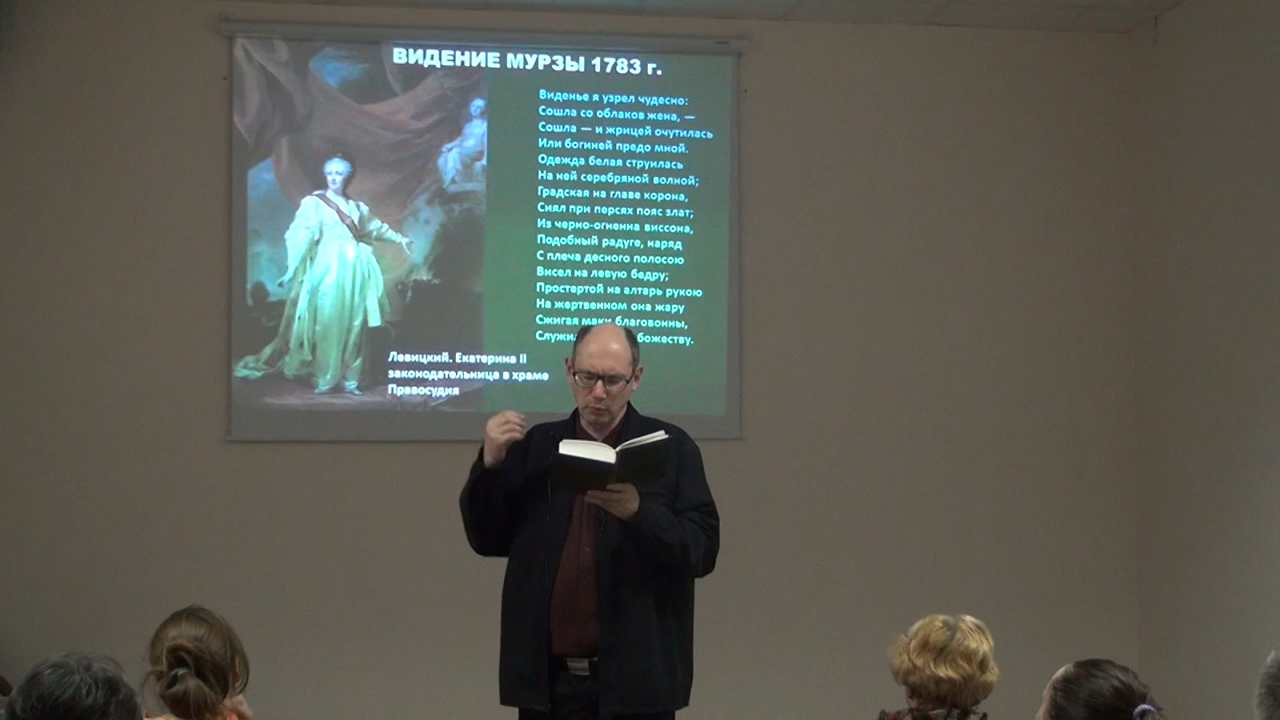 ВИДЕНИЕ МУРЗЫ 1783 г.
Виденье я узрел чудесно:
Сошла со облаков жена, —
Сошла — и жрицей очутилась
Или богиней предо мной.
Одежда белая струилась
На ней серебряной волной;
Градская на главе корона,
Сиял при персях пояс злат;
Из черно-огненна виссона,
Подобный радуге, наряд
С плеча десного полосою
Висел на левую бедру;
Простертой на алтарь рукою
На жертвенном она жару
Сжигая маки благовонны,
божеству.
Левицкий. Екатерина II
законодательница в храме
Правосудия